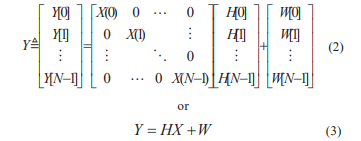 Y≜[Y[0] Y[1] ⋮ Y[N−1]]=[X(0) 0 ⋯ 0 0 X(1) ⋮ ⋮ ⋱ 0 0 ⋯ 0 X(N−1)][H[0] H[1] ⋮ H[N−1]]+[W[0] W[1] ⋮ W[N−1]] (2)
or
Y = HX + W (3)